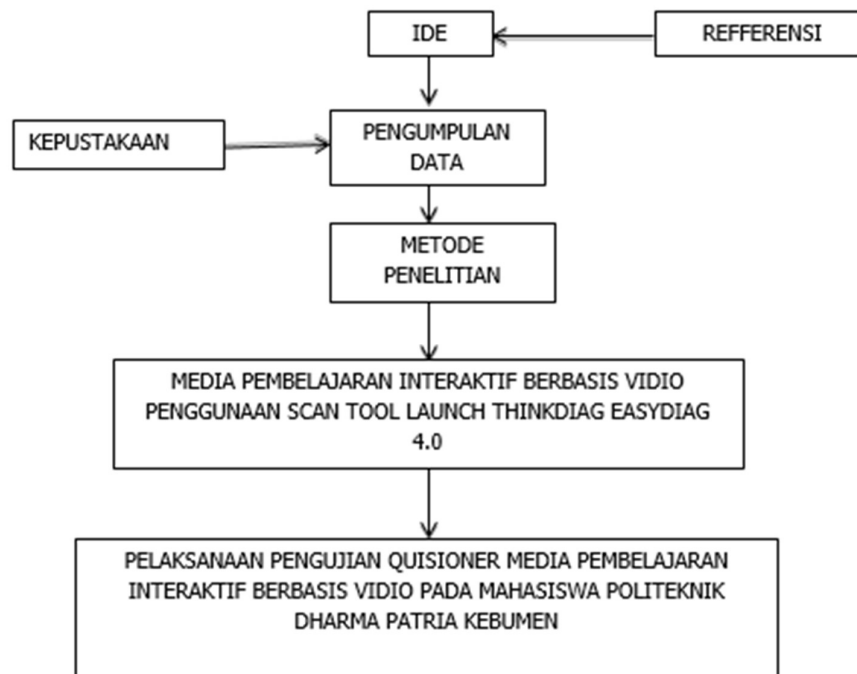 IDE
REFFERENSI
KEPUSTAKAAN
PENGUMPULAN
DATA
METODE
PENELITIAN
MEDIA PEMBELAJARAN INTERAKTIF BERBASIS VIDIO
PENGGUNAAN SCAN TOOL LAUNCH THINKDIAG EASYDIAG
4.0
PELAKSANAAN PENGUJIAN QUISIONER MEDIA PEMBELAJARAN
INTERAKTIF BERBASIS VIDIO PADA MAHASISWA POLITEKNIK
DHARMA PATRIA KEBUMEN